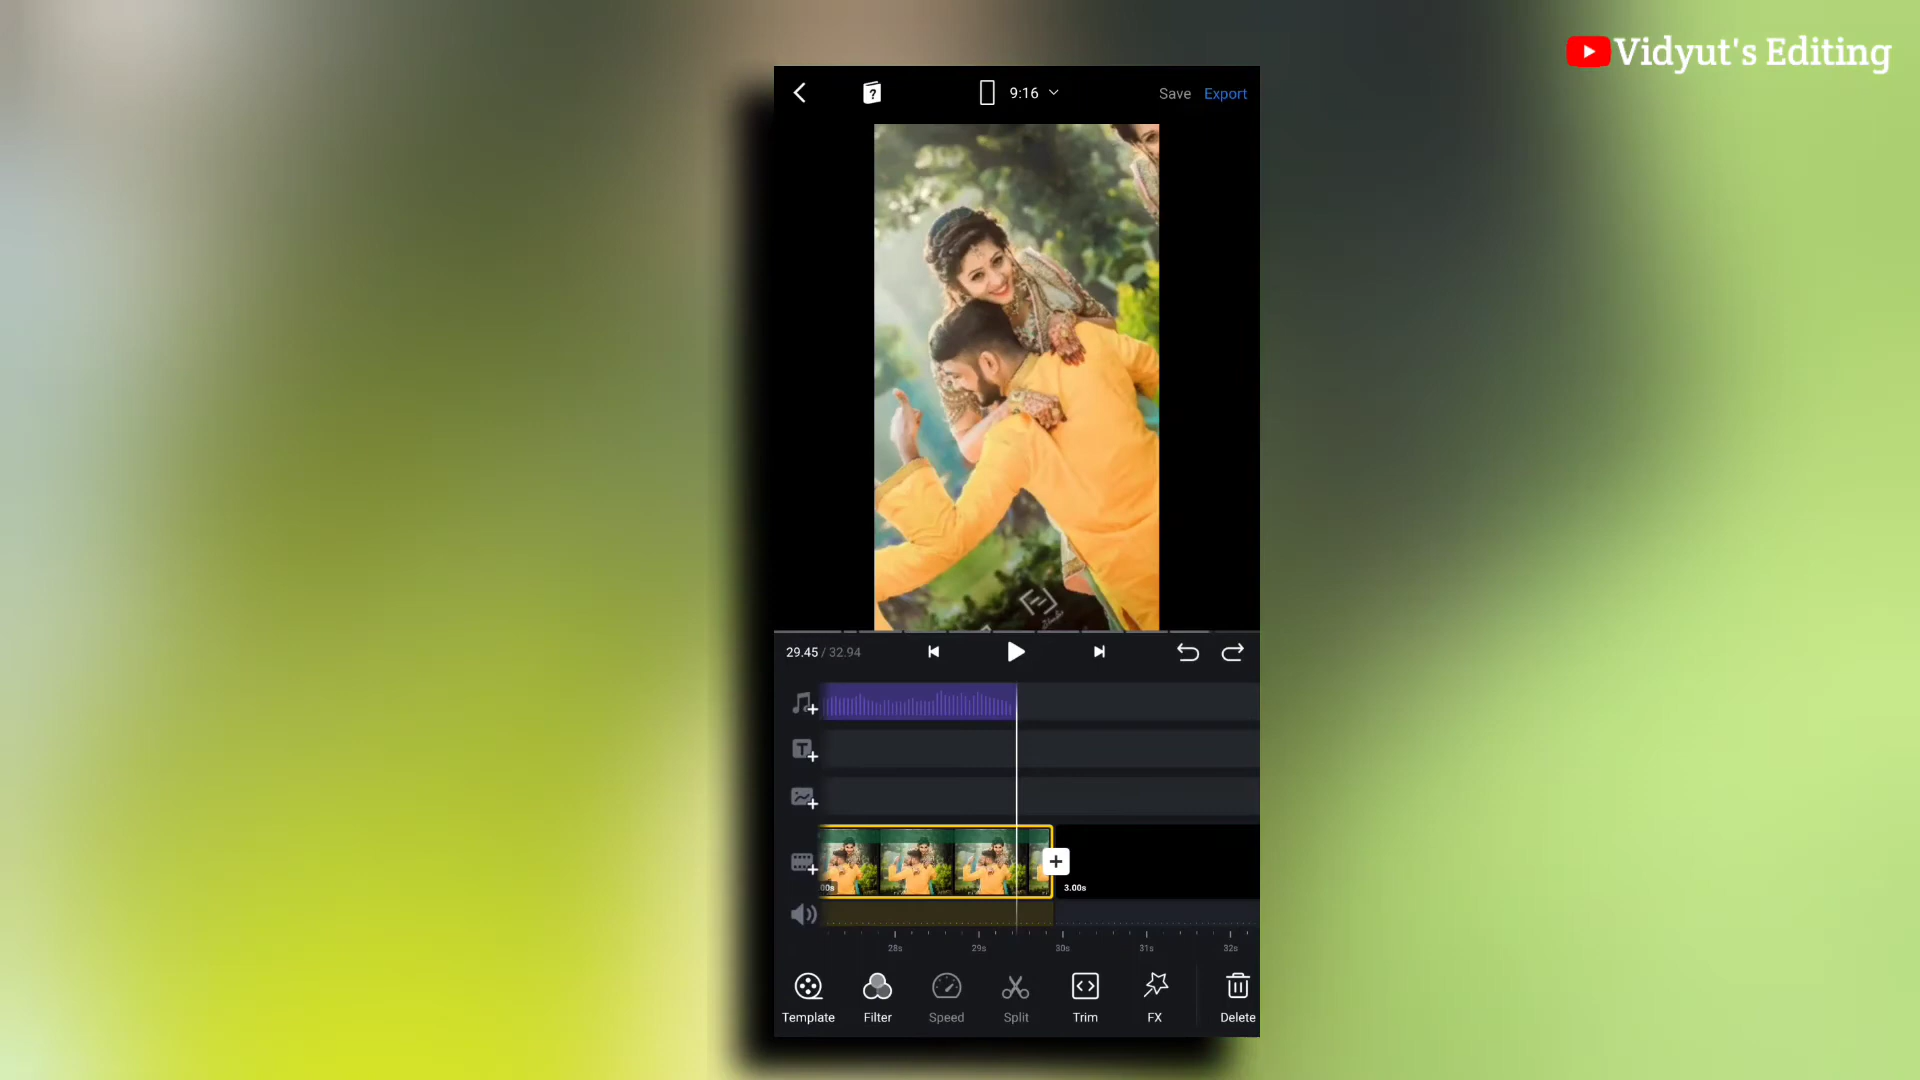 Vidyut's Editing
9:16
Save
Export
29.45 / 32.94
00s
3.00s
28s
29s
30s
31s
32s
Template
Filter
Speed
Split
Trim
FX
Delete